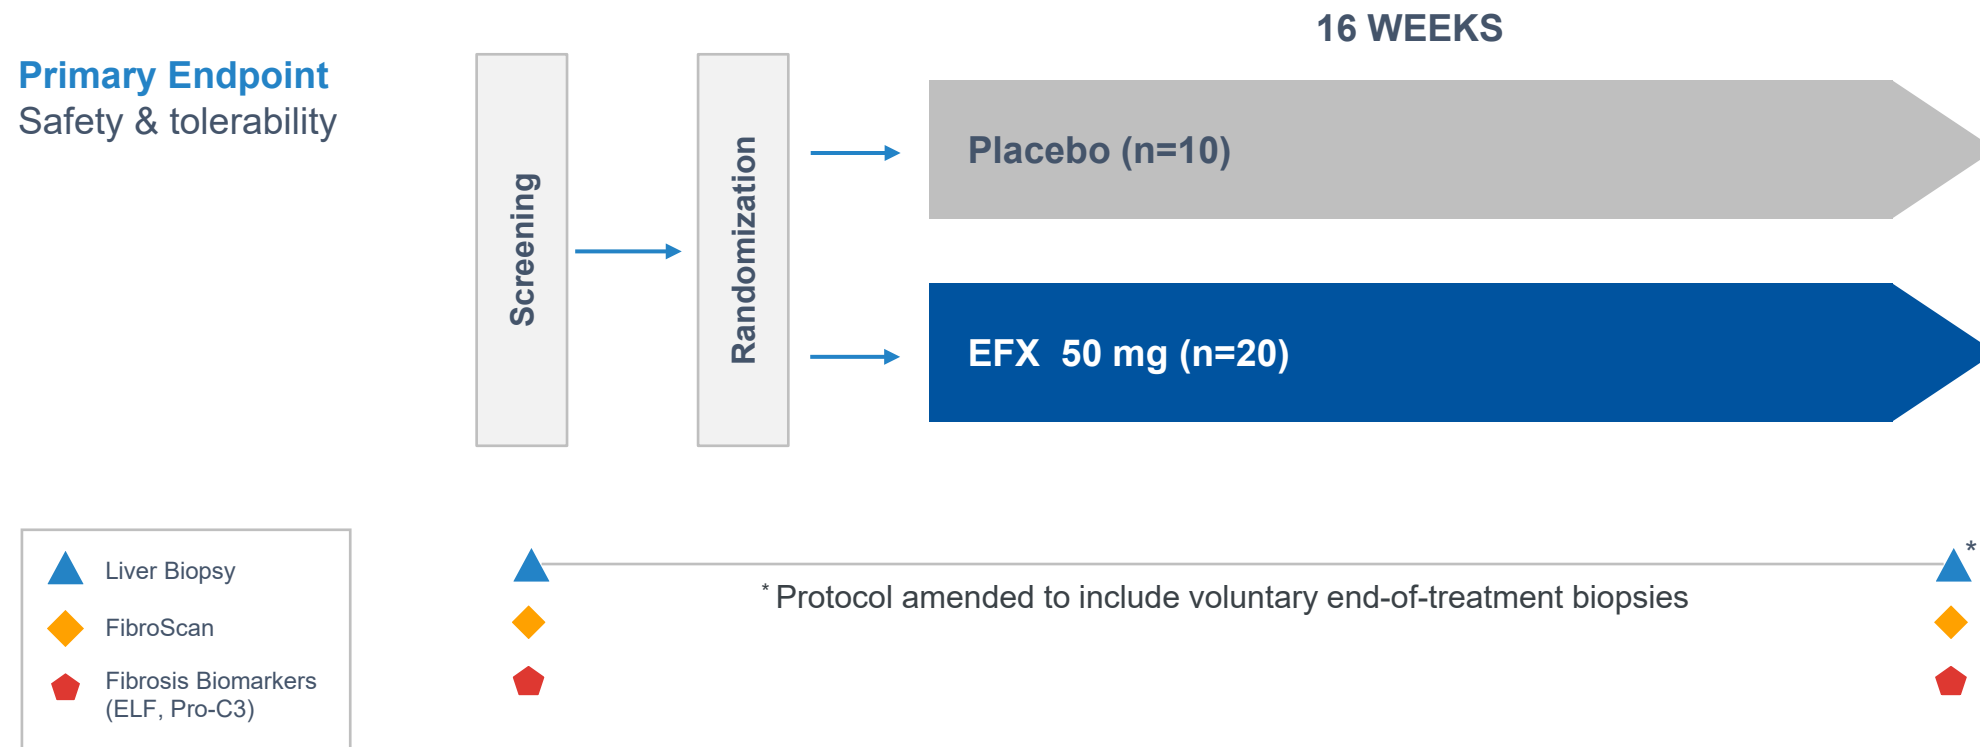 16 WEEKS
Primary Endpoint
Safety & tolerability
Screening
Randomization
Placebo (n=10)
EFX 50 mg (n=20)
Liver Biopsy
FibroScan
Fibrosis Biomarkers
(ELF, Pro-C3)
*
* Protocol amended to include voluntary end-of-treatment biopsies